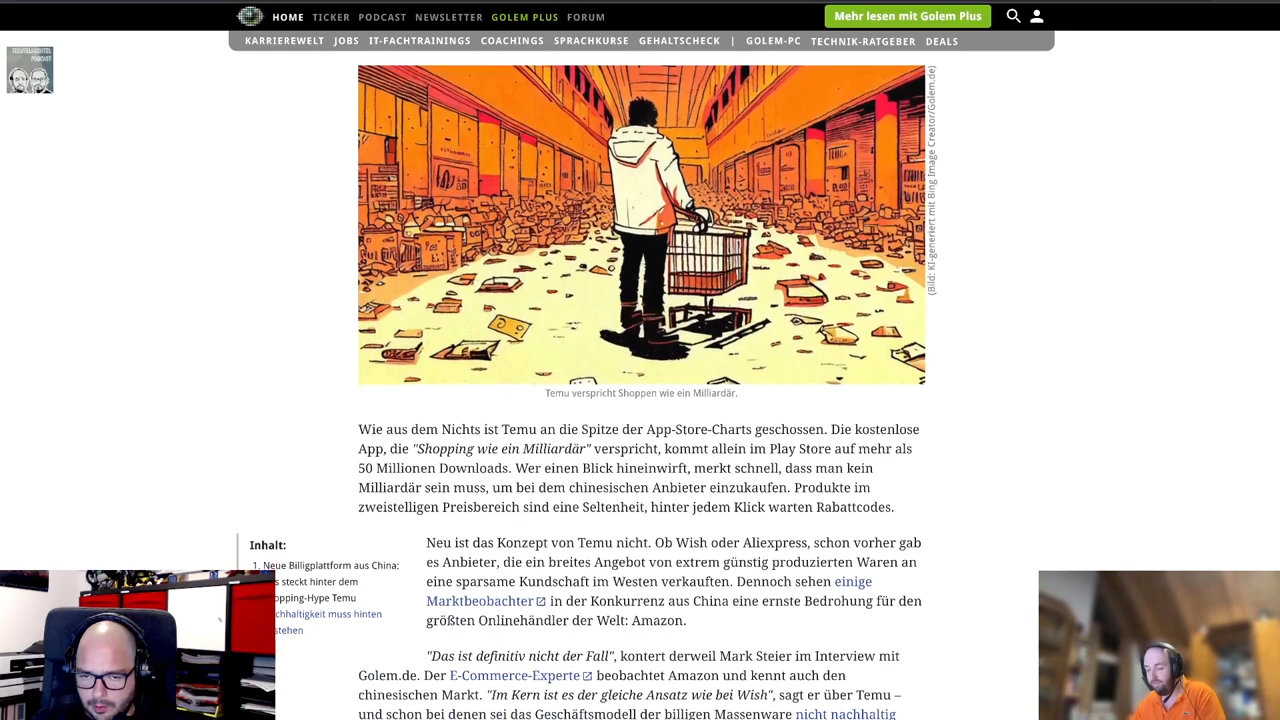 HOME TICKER PODCAST NEWSLETTER GOLEM PLUS FORUM
Mehr lesen mit Golem Plus
KARRIEREWELT JOBS IT-FACHTRAININGS COACHINGS SPRACHKURSE GEHALTSCHECK | GOLEM-PC TECHNIK-RATGEBER DEALS
PODCAST
(Bild: KI-generiert mit Bing Image Creator/Golem.de)
Temu verspricht Shoppen wie ein Milliardär.
Wie aus dem Nichts ist Temu an die Spitze der App-Store-Charts geschossen. Die kostenlose
App, die "Shopping wie ein Milliardär" verspricht, kommt allein im Play Store auf mehr als
50 Millionen Downloads. Wer einen Blick hineinwirft, merkt schnell, dass man kein
Milliardär sein muss, um bei dem chinesischen Anbieter einzukaufen. Produkte im
zweistelligen Preisbereich sind eine Seltenheit, hinter jedem Klick warten Rabattcodes.
Inhalt:
1. Neue Billigplattform aus China:
s steckt hinter dem
opping-Hype Temu
chhaltigkeit muss hinten
stehen
Neu ist das Konzept von Temu nicht. Ob Wish oder Aliexpress, schon vorher gab
es Anbieter, die ein breites Angebot von extrem günstig produzierten Waren an
eine sparsame Kundschaft im Westen verkauften. Dennoch sehen einige
Marktbeobachter in der Konkurrenz aus China eine ernste Bedrohung für den
größten Onlinehändler der Welt: Amazon.
"Das ist definitiv nicht der Fall", kontert derweil Mark Steier im Interview mit
Golem.de. Der E-Commerce-Experte beobachtet Amazon und kennt auch den
chinesischen Markt. "Im Kern ist es der gleiche Ansatz wie bei Wish", sagt er über Temu –
und schon bei denen sei das Geschäftsmodell der billigen Massenware nicht nachhaltig